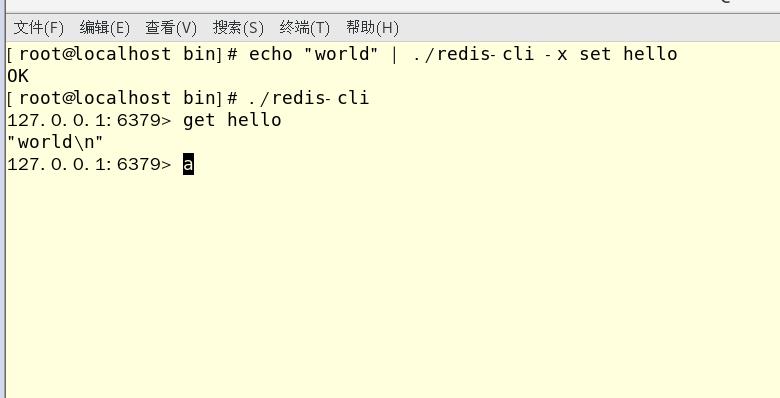 文件(F) 编辑(E) 查看(V) 搜索(S) 终端(T) 帮助(H)
[root@localhost bin]# echo "world" | ./redis-cli -x set hello
OK
[root@localhost bin]# ./redis-cli
127.0.0.1:6379> get hello
"world\n"
127.0.0.1:6379> a